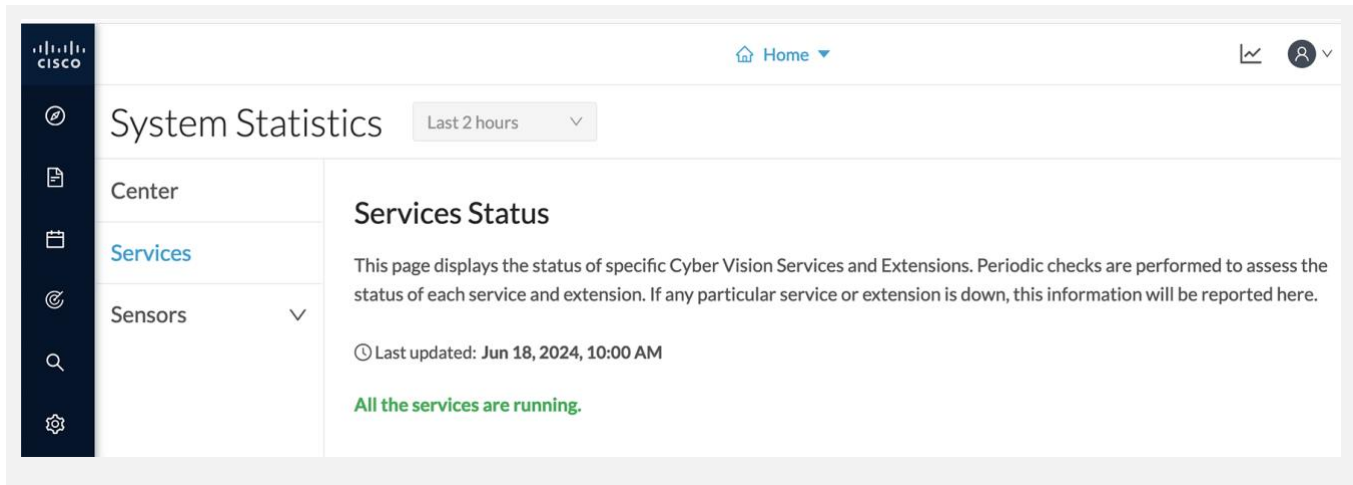 CISCO
Home
System Statistics
Last 2 hours
Center
Services
Sensors
Services Status
This page displays the status of specific Cyber Vision Services and Extensions. Periodic checks are performed to assess the
status of each service and extension. If any particular service or extension is down, this information will be reported here.
Last updated: Jun 18, 2024, 10:00 AM
All the services are running.